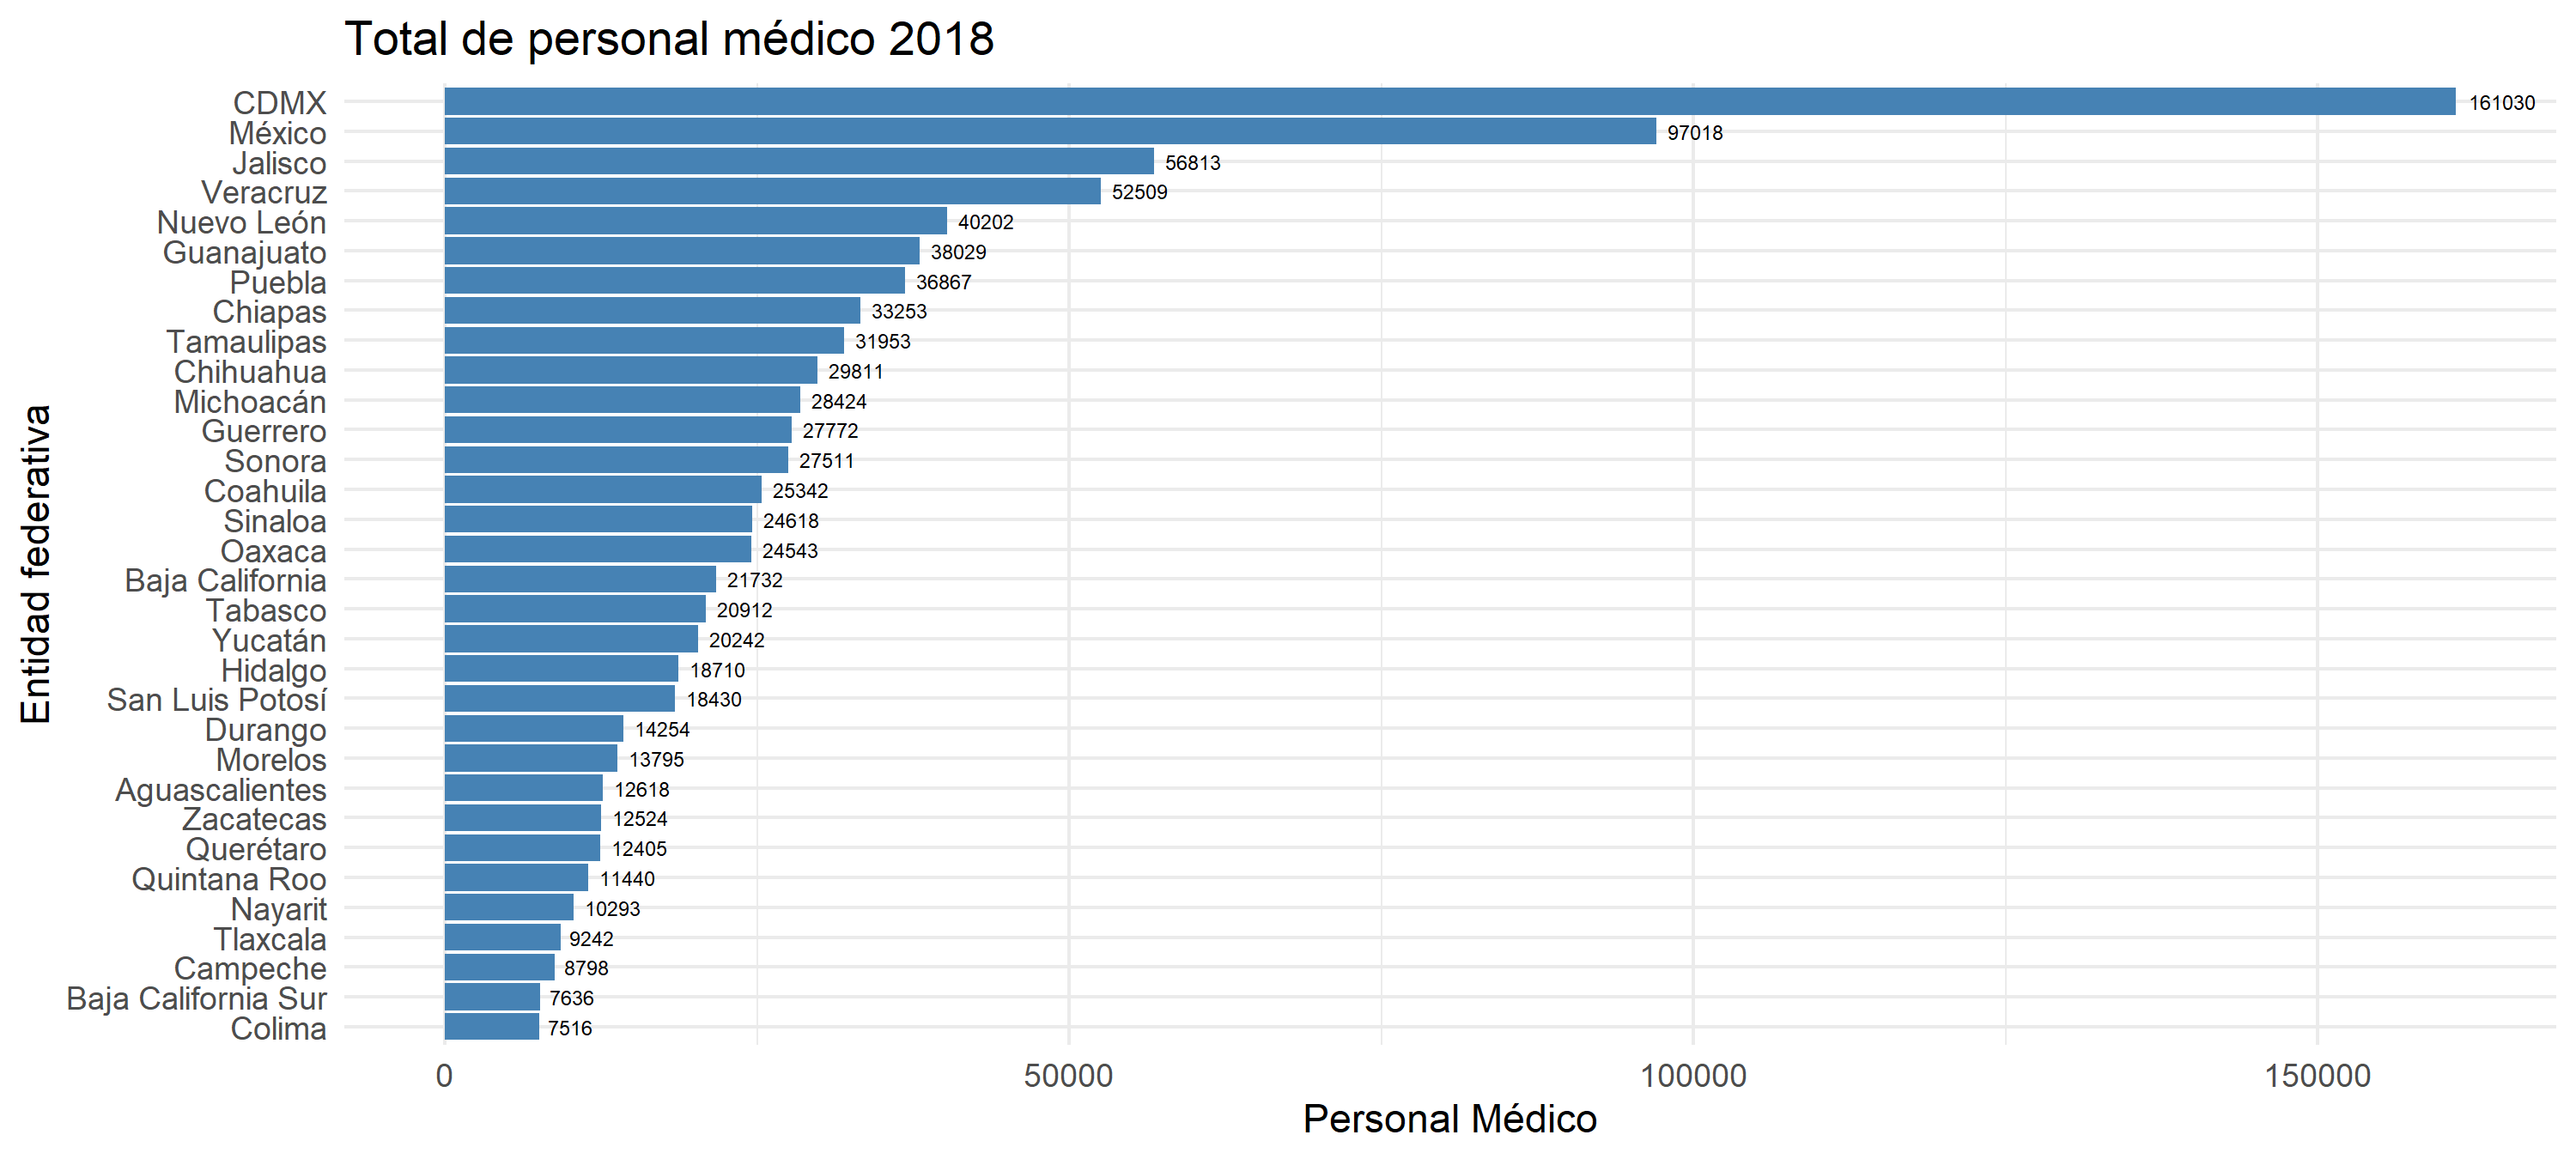 Total de personal médico 2018
Entidad federativa
CDMX 161030
México 97018
Jalisco 56813
Veracruz 52509
Nuevo León 40202
Guanajuato 38029
Puebla 36867
Chiapas 33253
Tamaulipas 31953
Chihuahua 29811
Michoacán 28424
Guerrero 27772
Sonora 27511
Coahuila 25342
Sinaloa 24618
Oaxaca 24543
Baja California 21732
Tabasco 20912
Yucatán 20242
Hidalgo 18710
San Luis Potosí 18430
Durango 14254
Morelos 13795
Aguascalientes 12618
Zacatecas 12524
Querétaro 12405
Quintana Roo 11440
Nayarit 10293
Tlaxcala 9242
Campeche 8798
Baja California Sur 7636
Colima 7516
0 50000 100000 150000
Personal Médico